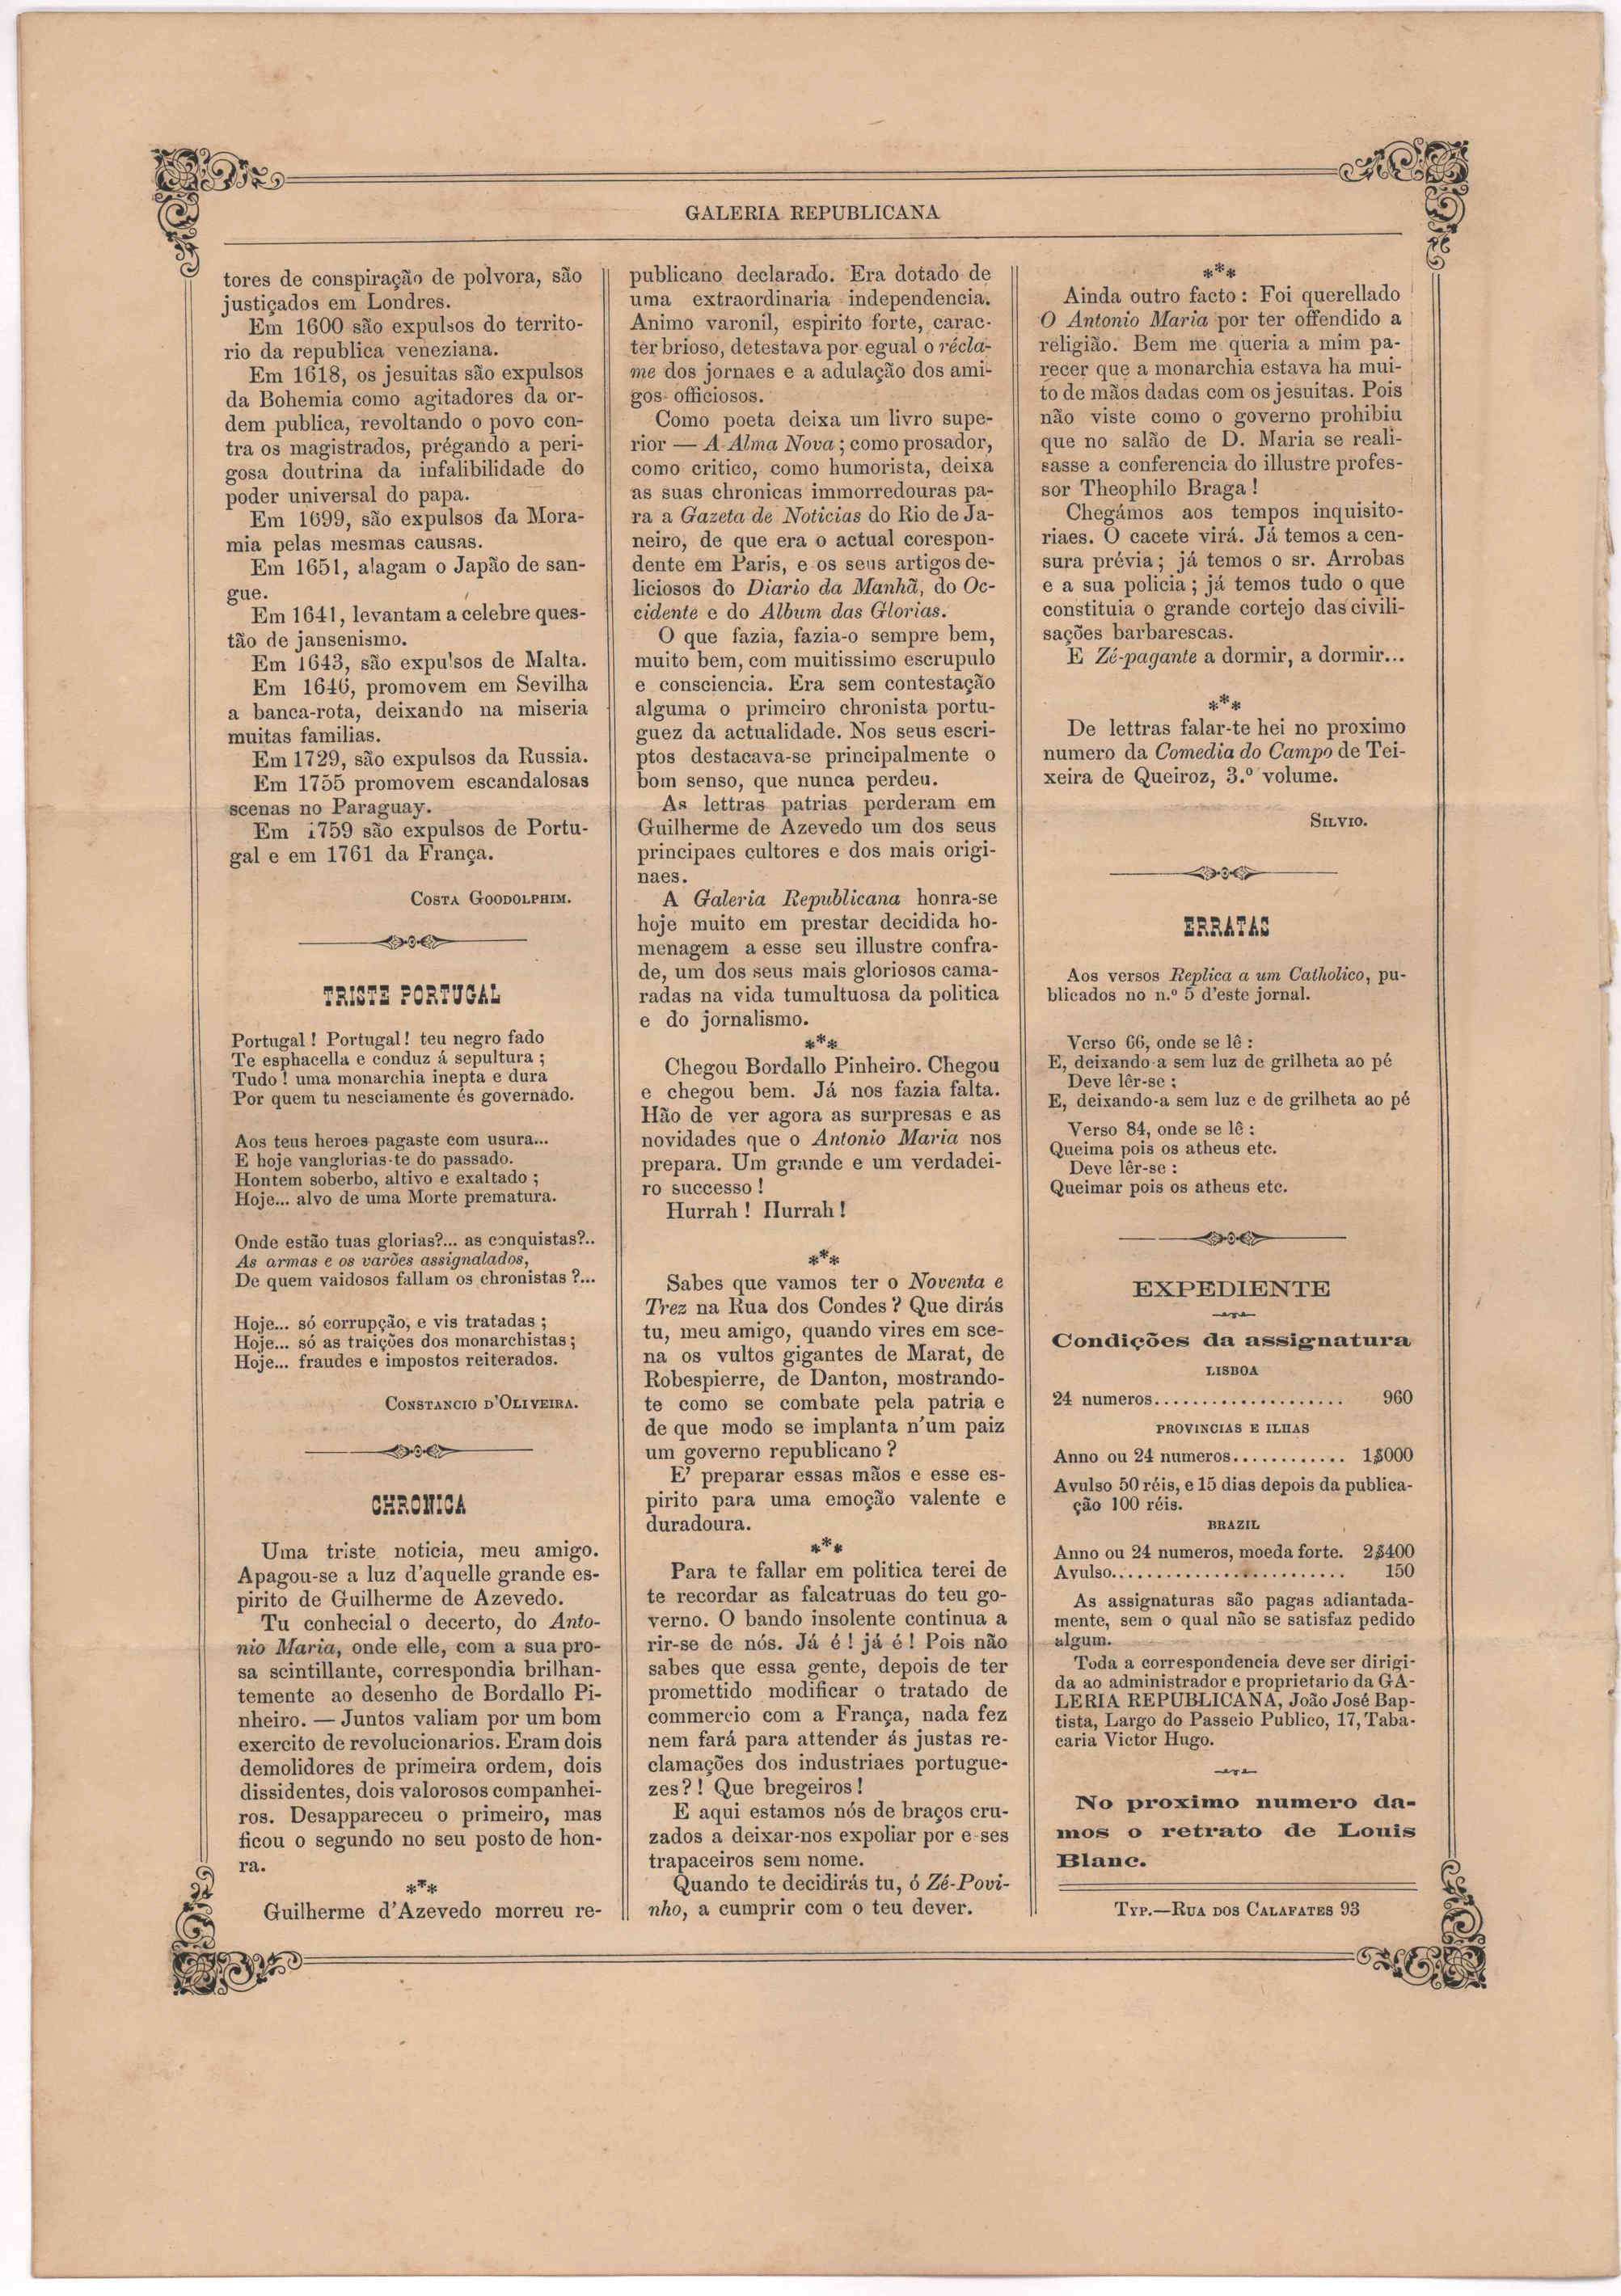 GALERIA REPUBLICANA
tores de conspiração de polvora, são
justiçados em Londres.
Em 1600 são expulsos do territo-
rio da republica veneziana.
Em 1618, os jesuitas são expulsos
da Bohemia como agitadores da or-
dem publica, revoltando o povo con-
tra os magistrados, prégando a peri-
gosa doutrina da infalibilidade do
poder universal do papa.
Em 1699, são expulsos da Mora-
mia pelas mesmas causas.
Em 1651, alagam o Japão de san-
gue.
Em 1641, levantam a celebre ques-
tão de jansenismo.
Em 1643, são expulsos de Malta.
Em 1646, promovem em Sevilha
a banca-rota, deixando na miseria
muitas familias.
Em 1729, são expulsos da Russia.
Em 1755 promovem escandalosas
scenas no Paraguay.
Em 1759 são expulsos de Portu-
gal e em 1761 da França.
COSTA GOODOLPHIM.
TRISTE PORTUGAL
Portugal! Portugal! teu negro fado
Te esphacella e conduz á sepultura;
Tudo! uma monarchia inepta e dura
Por quem tu nesciamente és governado.
Aos teus heroes pagaste com usura...
E hoje vanglorias-te do passado.
Hontem soberbo, altivo e exaltado;
Hoje... alvo de uma Morte prematura.
Onde estão tuas glorias?... as conquistas?..
As armas e os varões assignalados,
De quem vaidosos fallam os chronistas?...
Hoje... só corrupção, e vis tratadas;
Hoje... só as traições dos monarchistas;
Hoje... fraudes e impostos reiterados.
CONSTANCIO D'OLIVEIRA.
CHRONICA
Uma triste noticia, meu amigo.
Apagou-se a luz d'aquelle grande es-
pirito de Guilherme de Azevedo.
Tu conhecial o decerto, do Anto-
nio Maria, onde elle, com a sua pro-
sa scintillante, correspondia brilhan-
temente ao desenho de Bordallo Pi-
nheiro. — Juntos valiam por um bom
exercito de revolucionarios. Eram dois
demolidores de primeira ordem, dois
dissidentes, dois valorosos companhei-
ros. Desappareceu o primeiro, mas
ficou o segundo no seu posto de hon-
ra.
***
Guilherme d'Azevedo morreu re-
publicano declarado. Era dotado de
uma extraordinaria independencia.
Animo varonil, espirito forte, carac-
ter brioso, detestava por egual o récla-
me dos jornaes e a adulação dos ami-
gos officiosos.
Como poeta deixa um livro supe-
rior — A Alma Nova; como prosador,
como critico, como humorista, deixa
as suas chronicas immorredouras pa-
ra a Gazeta de Noticias do Rio de Ja-
neiro, de que era o actual corespon-
dente em Paris, e os seus artigos de-
liciosos do Diario da Manhã, do Oc-
cidente e do Album das Glorias.
O que fazia, fazia-o sempre bem,
muito bem, com muitissimo escrupulo
e consciencia. Era sem contestação
alguma o primeiro chronista portu-
guez da actualidade. Nos seus escri-
ptos destacava-se principalmente o
bom senso, que nunca perdeu.
As lettras patrias perderam em
Guilherme de Azevedo um dos seus
principaes cultores e dos mais origi-
naes.
A Galeria Republicana honra-se
hoje muito em prestar decidida ho-
menagem a esse seu illustre confra-
de, um dos seus mais gloriosos cama-
radas na vida tumultuosa da politica
e do jornalismo.
***
Chegou Bordallo Pinheiro. Chegou
e chegou bem. Já nos fazia falta.
Hão de ver agora as surpresas e as
novidades que o Antonio Maria nos
prepara. Um grande e um verdadei-
ro successo!
Hurrah! Hurrah!
***
Sabes que vamos ter o Noventa e
Trez na Rua dos Condes? Que dirás
tu, meu amigo, quando vires em sce-
na os vultos gigantes de Marat, de
Robespierre, de Danton, mostrando-
te como se combate pela patria e
de que modo se implanta n'um paiz
um governo republicano?
E' preparar essas mãos e esse es-
pirito para uma emoção valente e
duradoura.
***
Para te fallar em politica terei de
te recordar as falcatruas do teu go-
verno. O bando insolente continua a
rir-se de nós. Já é! já é! Pois não
sabes que essa gente, depois de ter
promettido modificar o tratado de
commercio com a França, nada fez
nem fará para attender ás justas re-
clamações dos industriaes portugue-
zes?! Que bregeiros!
E aqui estamos nós de braços cru-
zados a deixar-nos expoliar por e ses
trapaceiros sem nome.
Quando te decidirás tu, ó Zé-Povi-
nho, a cumprir com o teu dever.
***
Ainda outro facto: Foi querellado
O Antonio Maria por ter offendido a
religião. Bem me queria a mim pa-
recer que a monarchia estava ha mui-
to de mãos dadas com os jesuitas. Pois
não viste como o governo prohibiu
que no salão de D. Maria se reali-
sasse a conferencia do illustre profes-
sor Theophilo Braga!
Chegámos aos tempos inquisito-
riaes. O cacete virá. Já temos a cen-
sura prévia; já temos o sr. Arrobas
e a sua policia; já temos tudo o que
constituia o grande cortejo das civili-
sações barbarescas.
E Zé-pagante a dormir, a dormir...
***
De lettras falar-te hei no proximo
numero da Comedia do Campo de Tei-
xeira de Queiroz, 3.º volume.
SILVIO.
ERRATAS
Aos versos Replica a um Catholico, pu-
blicados no n.º 5 d'este jornal.
Verso 66, onde se lê:
E, deixando-a sem luz de grilheta ao pé
Deve lêr-se:
E, deixando-a sem luz e de grilheta ao pé
Verso 84, onde se lê:
Queima pois os atheus etc.
Deve lêr-se:
Queimar pois os atheus etc.
EXPEDIENTE
Condições da assignatura
LISBOA
24 numeros.................... 960
PROVINCIAS E ILHAS
Anno ou 24 numeros............ 1$000
Avulso 50 réis, e 15 dias depois da publica-
ção 100 réis.
BRAZIL
Anno ou 24 numeros, moeda forte. 2$400
Avulso........................ 150
As assignaturas são pagas adiantada-
mente, sem o qual não se satisfaz pedido
algum.
Toda a correspondencia deve ser dirigi-
da ao administrador e proprietario da GA-
LERIA REPUBLICANA, João José Bap-
tista, Largo do Passeio Publico, 17, Taba-
caria Victor Hugo.
No proximo numero da-
mos o retrato de Louis
Blanc.
TYP.—RUA DOS CALAFATES 93